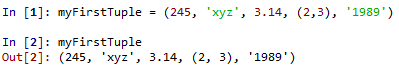 In [1]: myFirstTuple = (245, 'xyz', 3.14, (2,3), '1989')
In [2]: myFirstTuple
Out[2]: (245, 'xyz', 3.14, (2, 3), '1989')